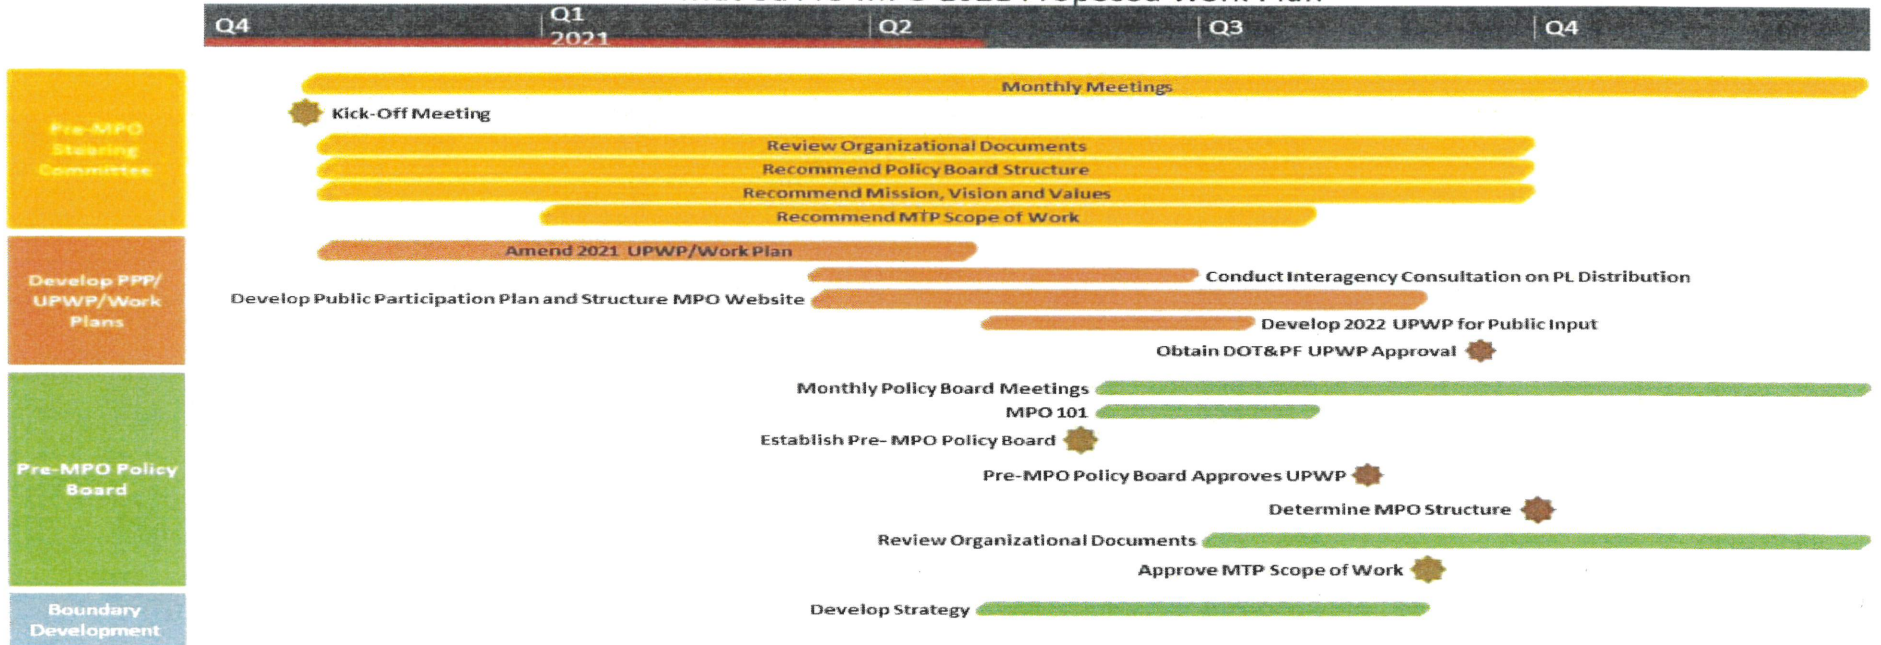 2021 Proposed Work Plan
Q4
Q1
2021
Q2
Q3
Q4
Pre-MPO
Steering
Committee
Monthly Meetings
Kick-Off Meeting
Review Organizational Documents
Recommend Policy Board Structure
Recommend Mission, Vision and Values
Recommend MTP Scope of Work
Develop PPP/
UPWP/Work
Plans
Amend 2021 UPWP/Work Plan
Conduct Interagency Consultation on PL Distribution
Develop Public Participation Plan and Structure MPO Website
Develop 2022 UPWP for Public Input
Obtain DOT&PF UPWP Approval
Pre-MPO Policy
Board
Monthly Policy Board Meetings
MPO 101
Establish Pre- MPO Policy Board
Pre-MPO Policy Board Approves UPWP
Determine MPO Structure
Review Organizational Documents
Approve MTP Scope of Work
Boundary
Development
Develop Strategy